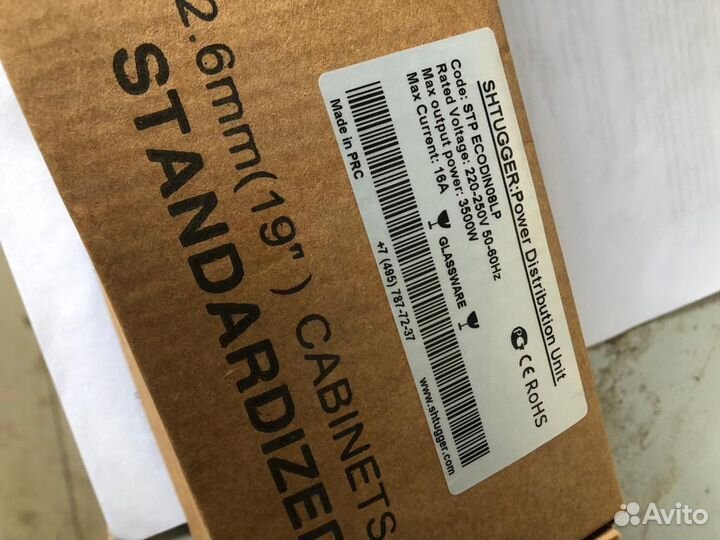 2.6mm(19") CABINETS
STANDARDIZED
SHTUGGER:Power Distribution Unit
Code: STP ECODIN08LP
Rated Voltage: 220-250V 50-60Hz
Max output power: 3500W
Max Current: 16A
GLASSWARE
CE RoHS
Made in PRC
+7 (495) 787-72-37
www.shtugger.com
Avito